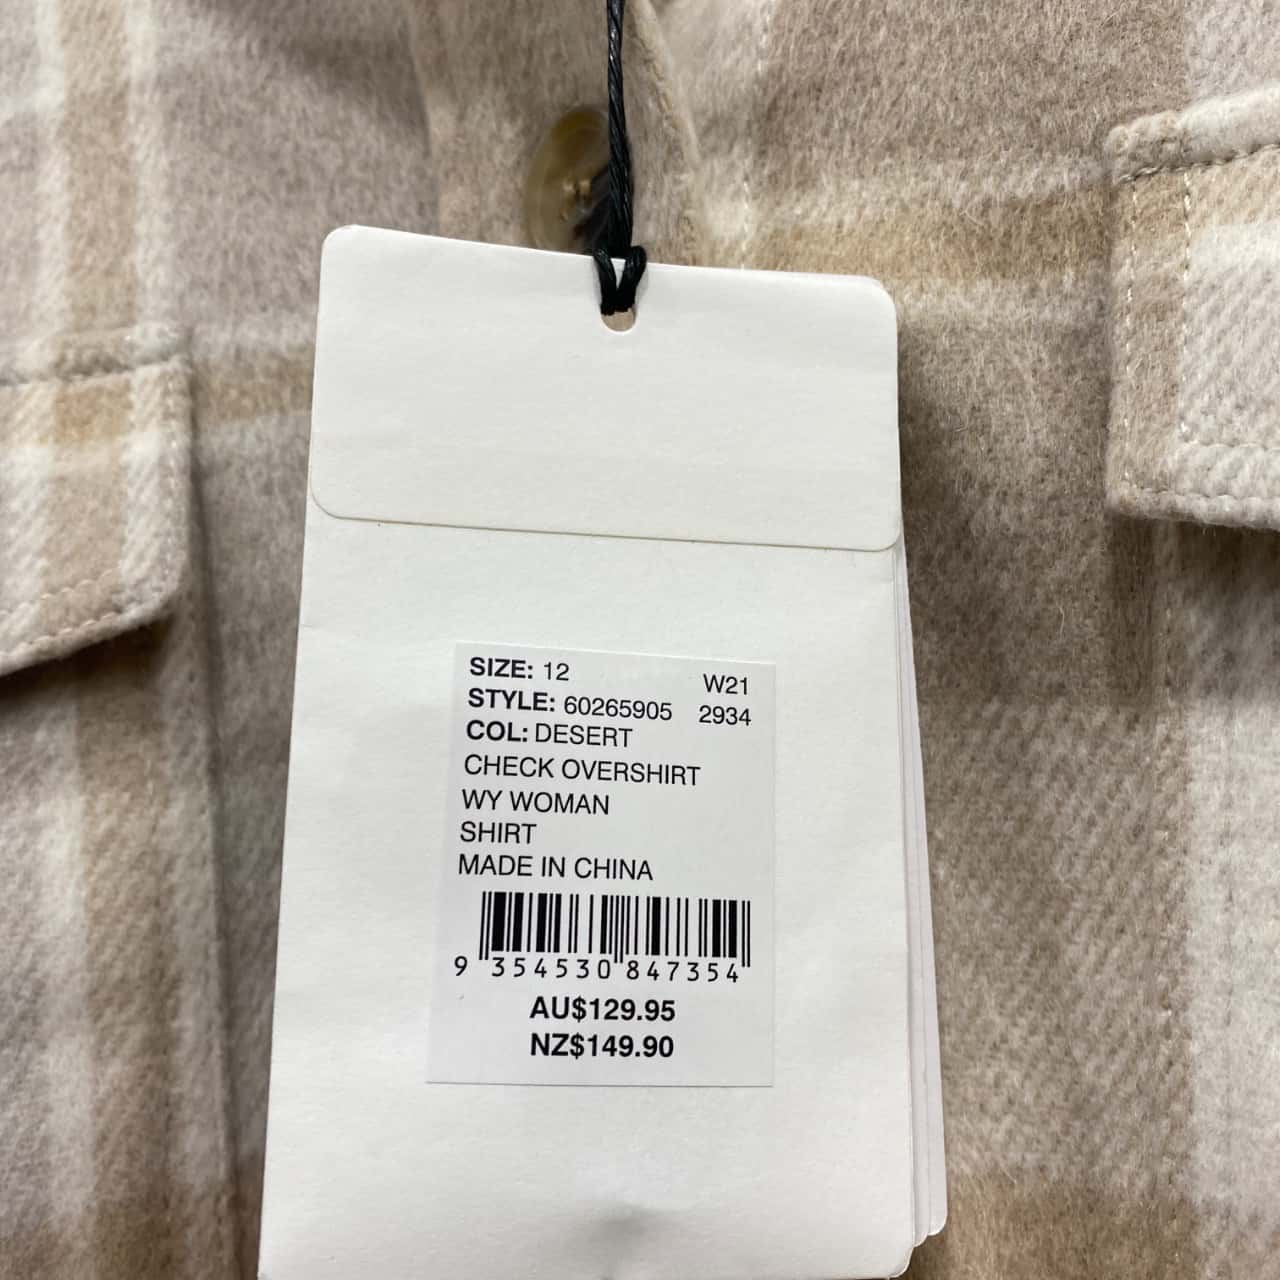 SIZE: 12 W21
STYLE: 60265905 2934
COL: DESERT
CHECK OVERSHIRT
WY WOMAN
SHIRT
MADE IN CHINA
9 354530 847354
AU$129.95
NZ$149.90